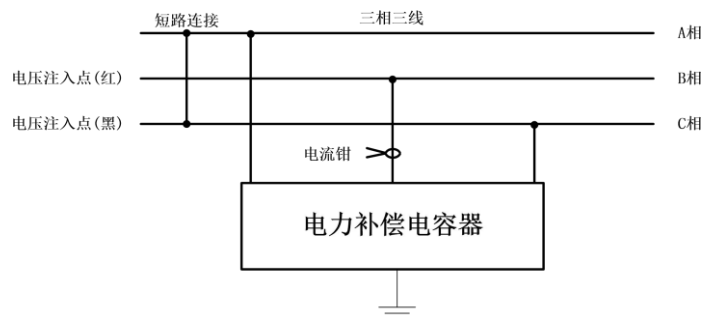 短路连接
三相三线
A相
电压注入点(红)
B相
电压注入点(黑)
C相
电流钳
电力补偿电容器